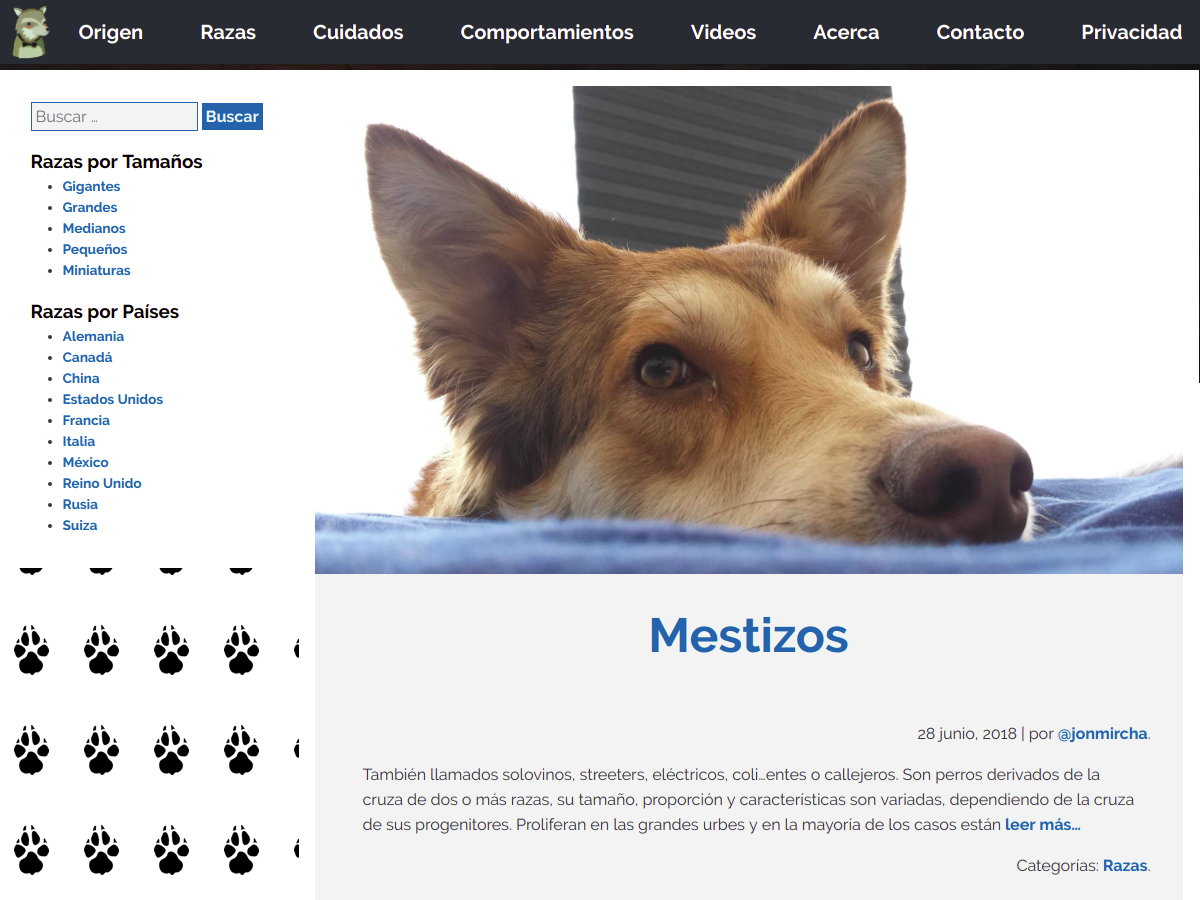 Origen Razas Cuidados Comportamientos Videos Acerca Contacto Privacidad
Buscar …
Buscar
Razas por Tamaños
Gigantes
Grandes
Medianos
Pequeños
Miniaturas
Razas por Países
Alemania
Canadá
China
Estados Unidos
Francia
Italia
México
Reino Unido
Rusia
Suiza
Mestizos
28 junio, 2018 | por @jonmircha.
También llamados solovinos, streeters, eléctricos, coli…entes o callejeros. Son perros derivados de la
cruza de dos o más razas, su tamaño, proporción y características son variadas, dependiendo de la cruza
de sus progenitores. Proliferan en las grandes urbes y en la mayoría de los casos están leer más…
Categorías: Razas.